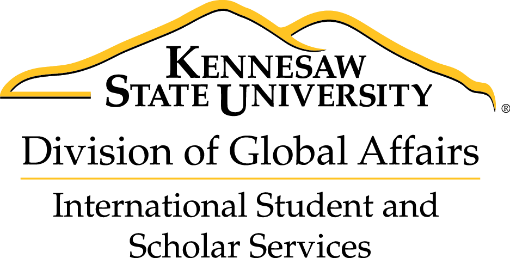 KENNESAW
STATE UNIVERSITY
®
Division of Global Affairs
International Student and
Scholar Services